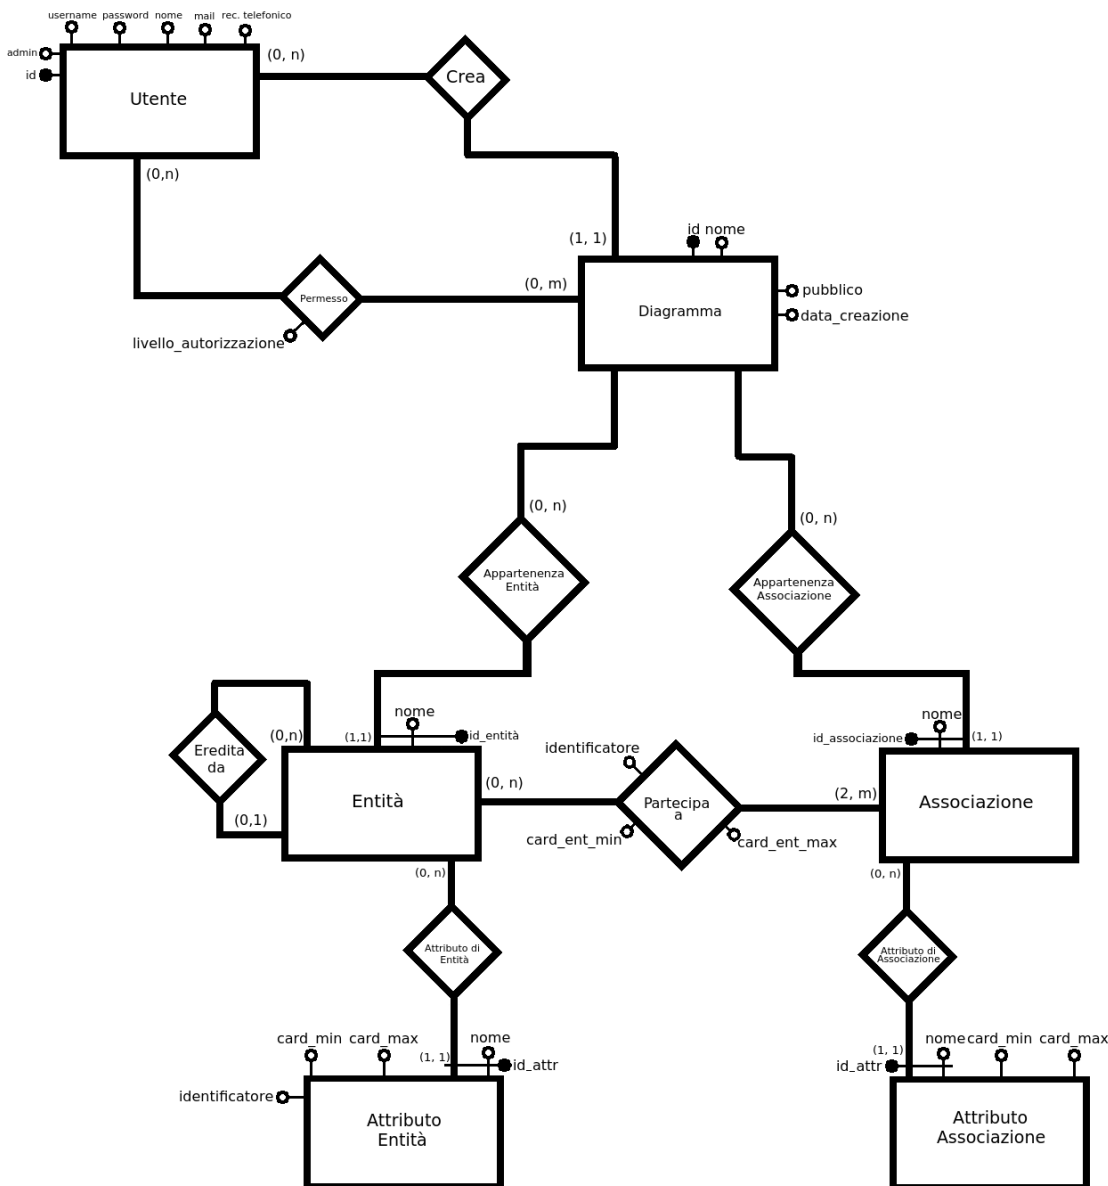 username password nome mail rec. telefonico
admin
id
Utente
(0, n)
Crea
(0,n)
(1, 1)
id nome
(0, m)
pubblico
Permesso
Diagramma
data_creazione
livello_autorizzazione
(0, n)
(0, n)
Appartenenza
Entità
Appartenenza
Associazione
nome
nome
(0,n)
(1,1)
id_entità
id_associazione
(1, 1)
Eredita
da
identificatore
(0, n)
(2, m)
Entità
Partecip
a
Associazione
(0,1)
card_ent_min
card_ent_max
(0, n)
(0, n)
Attributo di
Entità
Attributo di
Associazione
card_min card_max
nome
nome
card_min card_max
(1, 1)
id_attr
(1, 1)
id_attr
identificatore
Attributo
Entità
Attributo
Associazione